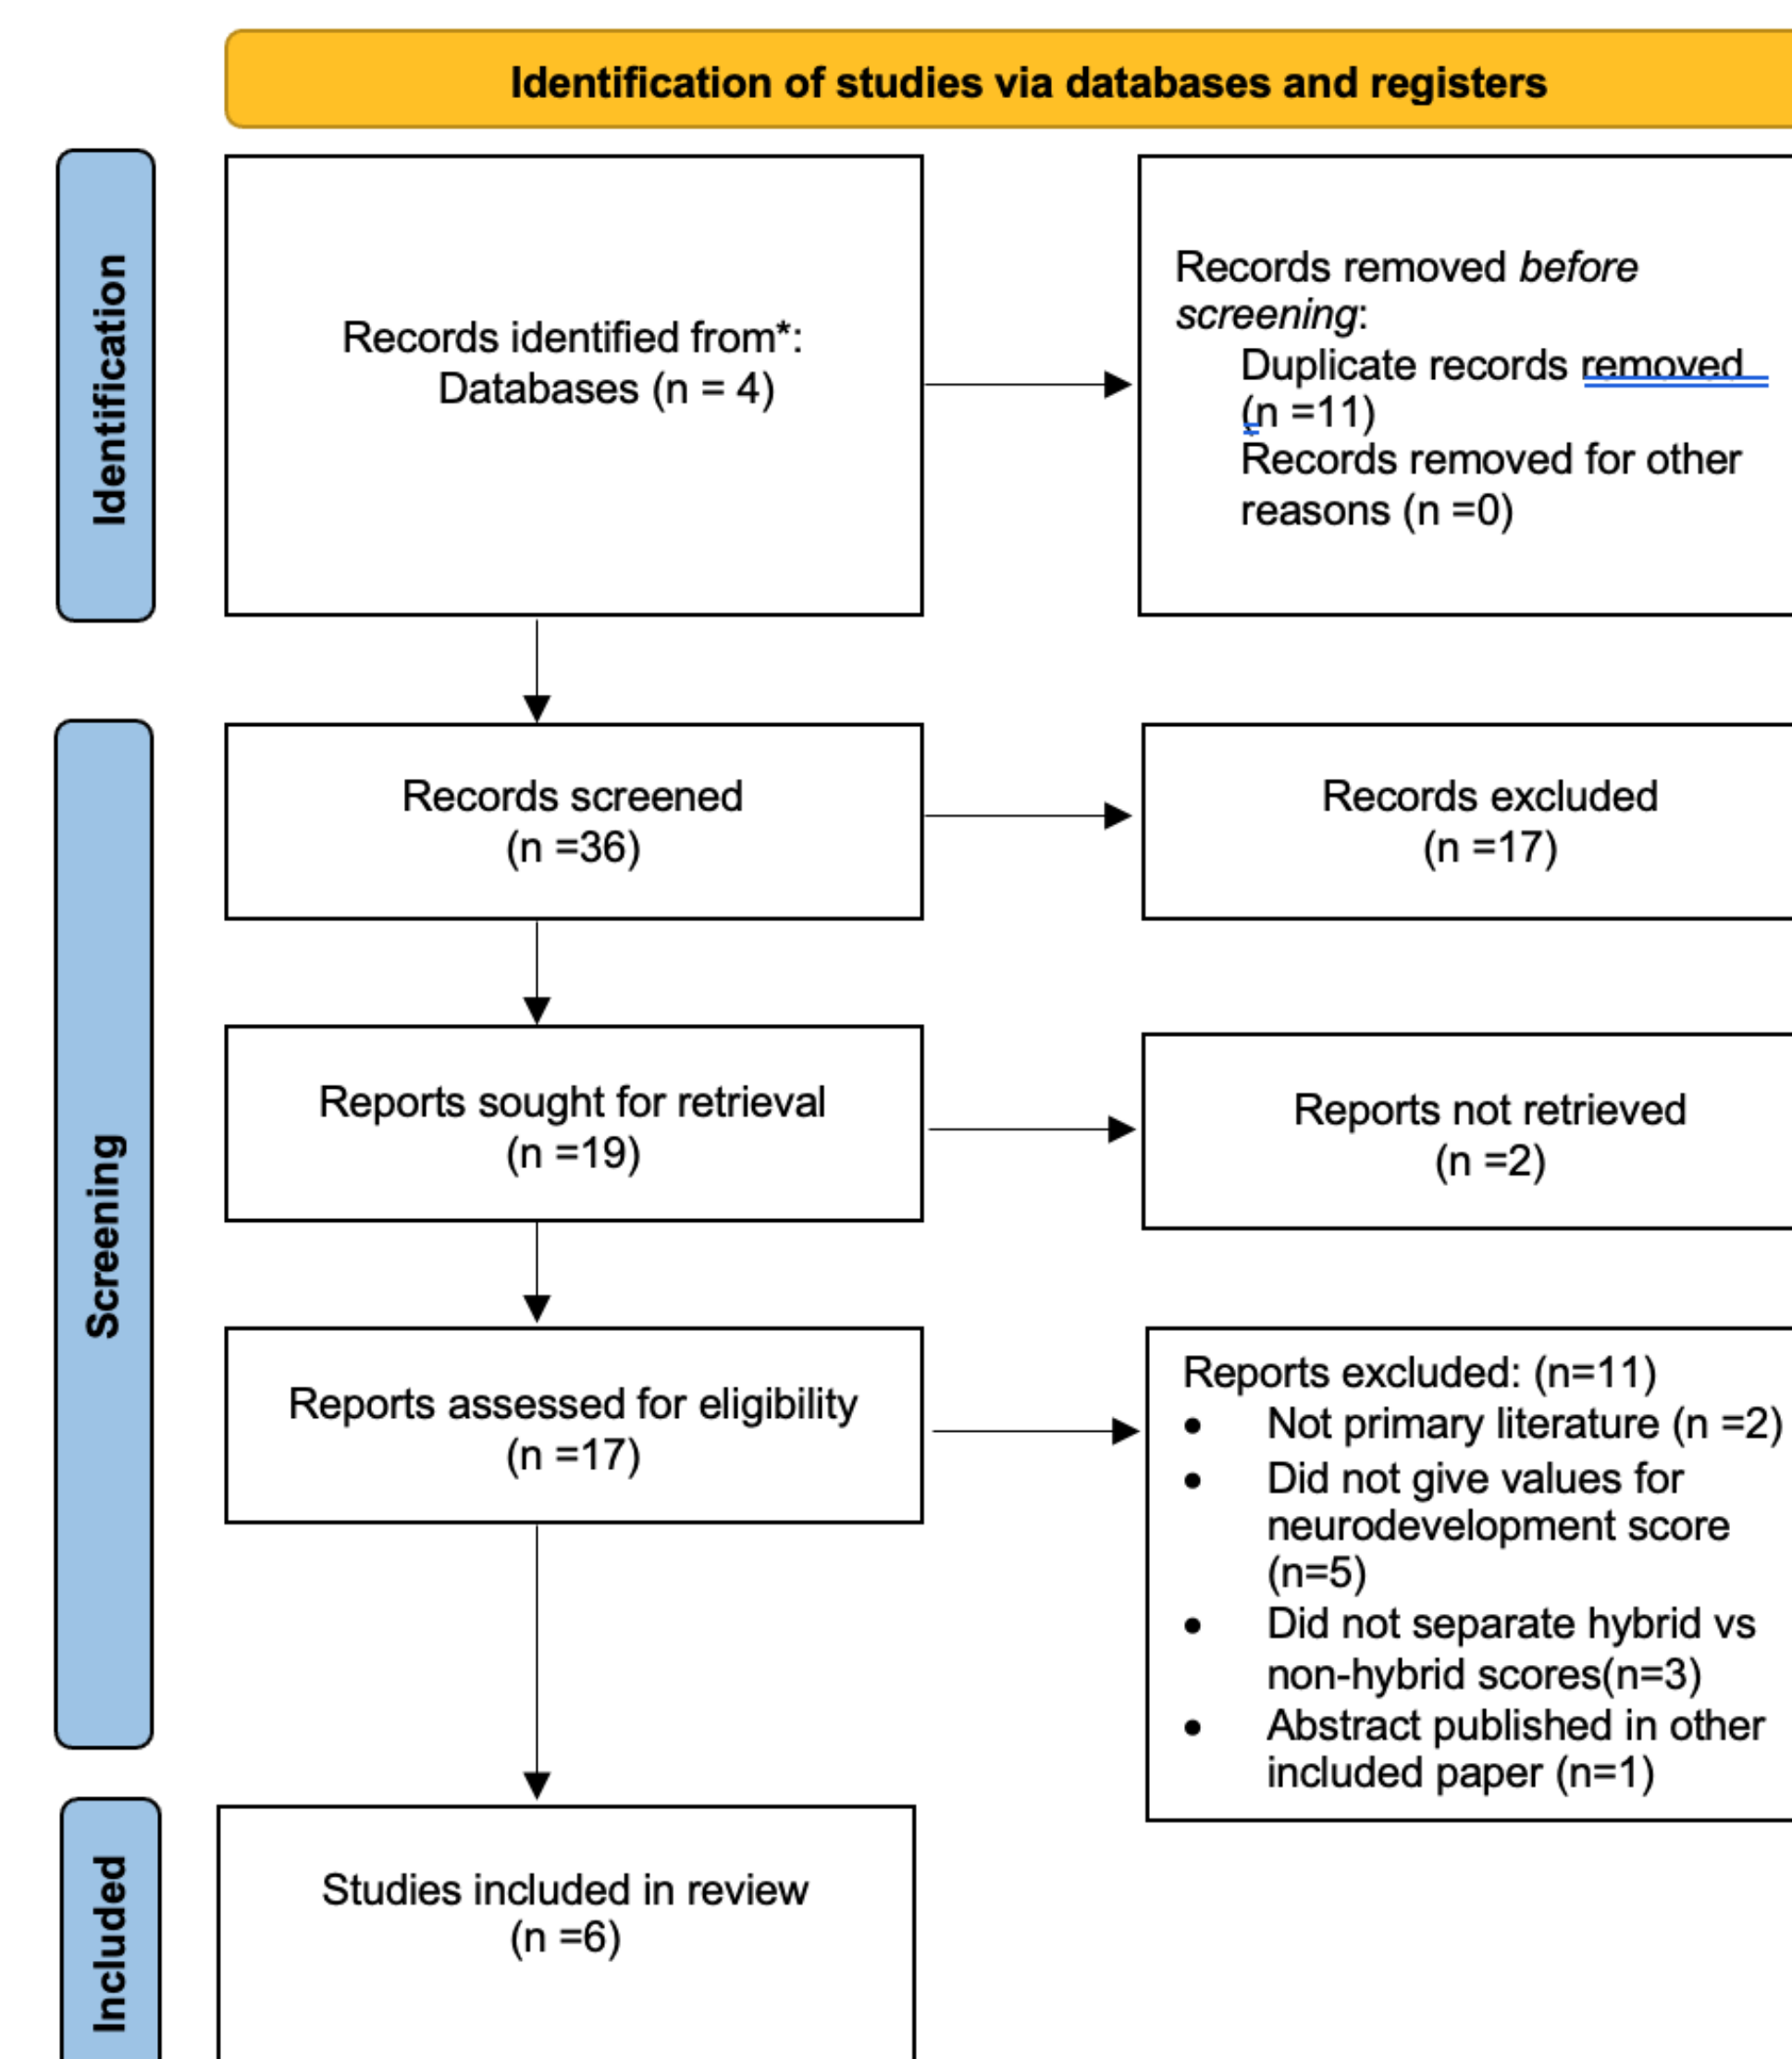 Identification of studies via databases and registers
Identification
Records identified from*:
Databases (n = 4)
Records removed before
screening:
Duplicate records removed
(n =11)
Records removed for other
reasons (n =0)
Screening
Records screened
(n =36)
Records excluded
(n =17)
Reports sought for retrieval
(n =19)
Reports not retrieved
(n =2)
Reports assessed for eligibility
(n =17)
Reports excluded: (n=11)
• Not primary literature (n =2)
• Did not give values for
neurodevelopment score
(n=5)
• Did not separate hybrid vs
non-hybrid scores(n=3)
• Abstract published in other
included paper (n=1)
Included
Studies included in review
(n =6)